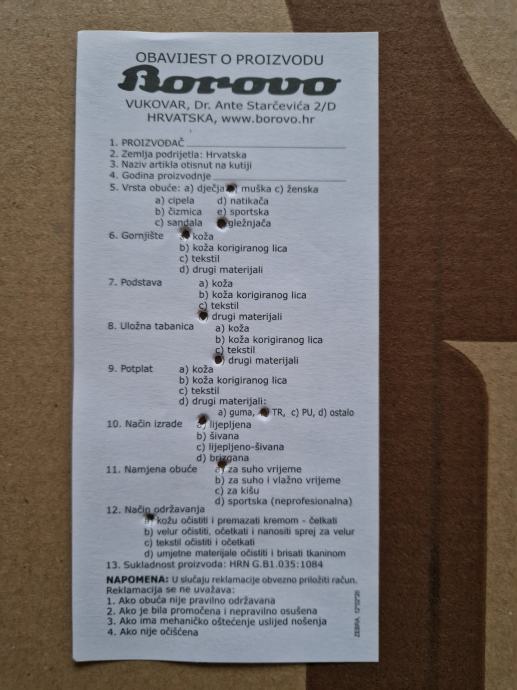 OBAVIJEST O PROIZVODU
Borovo
VUKOVAR, Dr. Ante Starčevića 2/D
HRVATSKA, www.borovo.hr
1. PROIZVOĐAČ
2. Zemlja podrijetla: Hrvatska
3. Naziv artikla otisnut na kutiji
4. Godina proizvodnje
5. Vrsta obuće: a) dječja muška c) ženska
a) cipela d) natikača
b) čizmica e) sportska
c) sandala gležnjača
6. Gornjište koža
b) koža korigiranog lica
c) tekstil
d) drugi materijali
7. Podstava a) koža
b) koža korigiranog lica
c) tekstil
drugi materijali
8. Uložna tabanica a) koža
b) koža korigiranog lica
c) tekstil
drugi materijali
9. Potplat a) koža
b) koža korigiranog lica
c) tekstil
d) drugi materijali:
a) guma, TR, c) PU, d) ostalo
10. Način izrade a) lijepljena
b) šivana
c) lijepljeno-šivana
d) brizgana
11. Namjena obuće a) za suho vrijeme
b) za suho i vlažno vrijeme
c) za kišu
d) sportska (neprofesionalna)
12. Način održavanja
a) kožu očistiti i premazati kremom - četkati
b) velur očistiti, očetkati i nanositi sprej za velur
c) tekstil očistiti i očetkati
d) umjetne materijale očistiti i brisati tkaninom
13. Sukladnost proizvoda: HRN G.B1.035:1084
NAPOMENA: U slučaju reklamacije obvezno priložiti račun.
Reklamacija se ne uvažava:
1. Ako obuća nije pravilno održavana
2. Ako je bila promočena i nepravilno osušena
3. Ako ima mehaničko oštećenje uslijed nošenja
4. Ako nije očišćena
ZEBRA